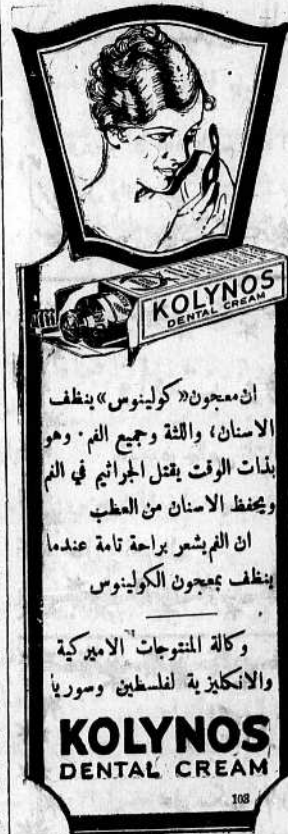 KOLYNOS
DENTAL CREAM
ان معجون «كولينوس» ينظف
الاسنان، واللثة وجميع الفم. وهو
بذات الوقت يقتل الجراثيم في الفم
ويحفظ الاسنان من العطب
ان الفم يشعر براحة تامة عندما
ينظف بمعجون الكولينوس
وكالة المنتوجات الاميركية
والانكليزية لفلسطين وسوريا
KOLYNOS
DENTAL CREAM
103